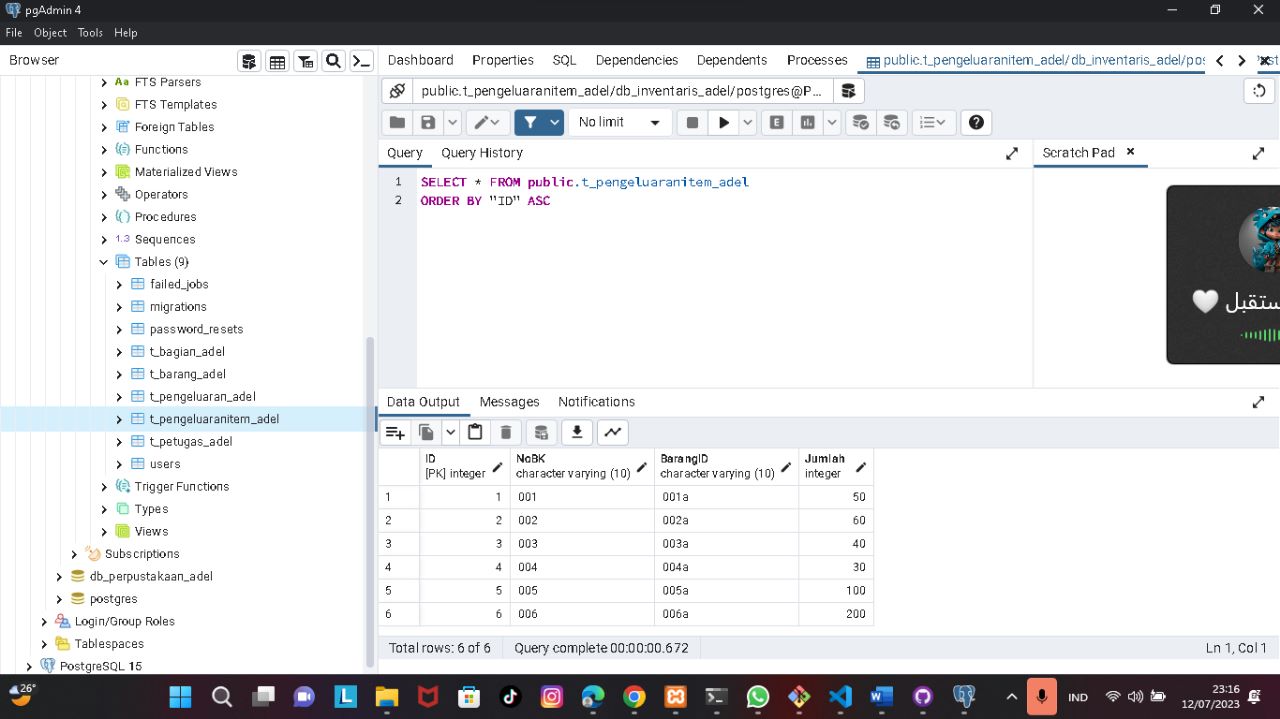 pgAdmin 4
File Object Tools Help
Browser
Dashboard Properties SQL Dependencies Dependents Processes public.t_pengeluaranitem_adel/db_inventaris_adel/pos
FTS Parsers
FTS Templates
Foreign Tables
Functions
Materialized Views
Operators
Procedures
1.3 Sequences
Tables (9)
failed_jobs
migrations
password_resets
t_bagian_adel
t_barang_adel
t_pengeluaran_adel
t_pengeluaranitem_adel
t_petugas_adel
users
Trigger Functions
Types
Views
Subscriptions
db_perpustakaan_adel
postgres
Login/Group Roles
Tablespaces
PostgreSQL 15
public.t_pengeluaranitem_adel/db_inventaris_adel/postgres@P...
No limit
Query Query History
Scratch Pad
1 SELECT * FROM public.t_pengeluaranitem_adel
2 ORDER BY "ID" ASC
ستقبل 🤍
Data Output Messages Notifications
ID NoBK BarangID Jumlah
[PK] integer character varying (10) character varying (10) integer
1 1 001 001a 50
2 2 002 002a 60
3 3 003 003a 40
4 4 004 004a 30
5 5 005 005a 100
6 6 006 006a 200
Total rows: 6 of 6 Query complete 00:00:00.672 Ln 1, Col 1
26°
IND
23:16
12/07/2023